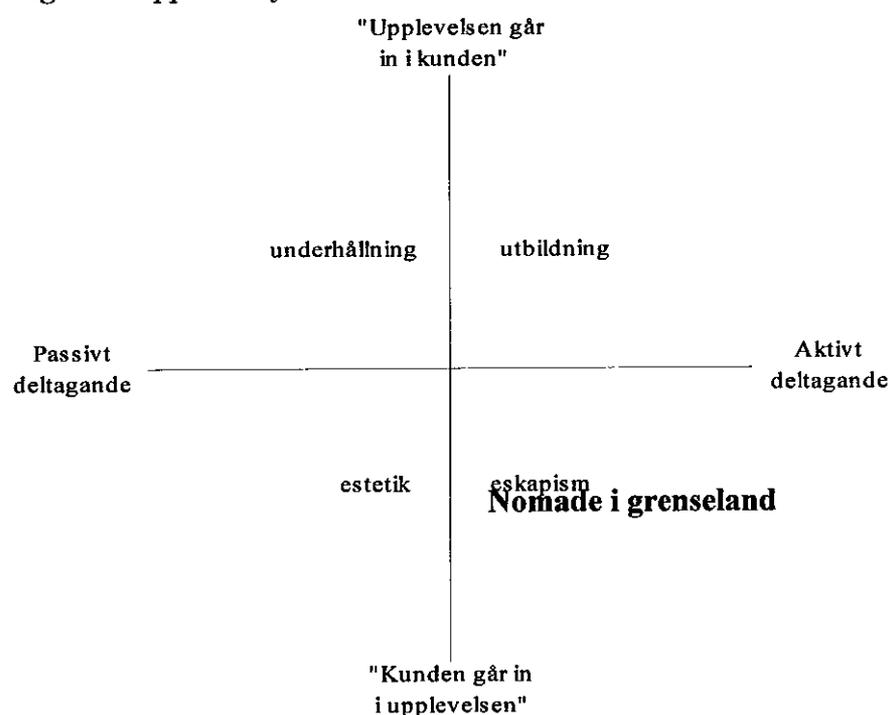 "Upplevelsen går
in i kunden"
underhållning utbildning
Passivt
deltagande
Aktivt
deltagande
estetik eskapism
Nomade i grenseland
"Kunden går in
i upplevelsen"